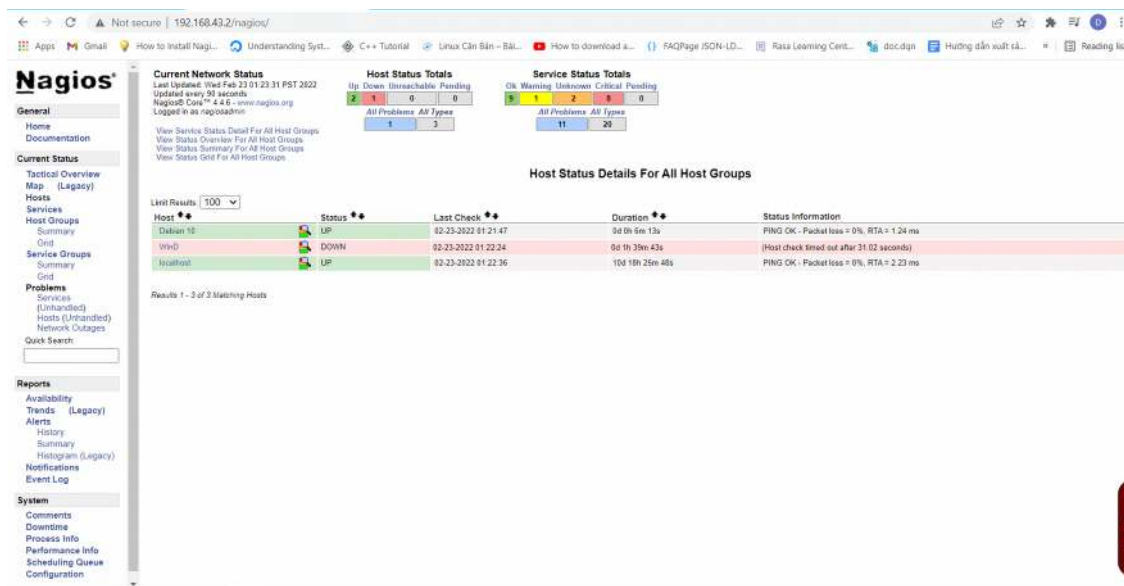 Not secure | 192.168.43.2/nagios/
Apps Gmail How to Install Nagi... Understanding Syst... C++ Tutorial Linux Căn Bản – Bài... How to download a... FAQPage JSON-LD... Rasa Learning Cent... doc.dqn Hướng dẫn xuất sả... » Reading lis
Nagios®
General
Home
Documentation
Current Status
Tactical Overview
Map (Legacy)
Hosts
Services
Host Groups
Summary
Grid
Service Groups
Summary
Grid
Problems
Services
(Unhandled)
Hosts (Unhandled)
Network Outages
Quick Search:
Reports
Availability
Trends (Legacy)
Alerts
History
Summary
Histogram (Legacy)
Notifications
Event Log
System
Comments
Downtime
Process Info
Performance Info
Scheduling Queue
Configuration
Current Network Status
Last Updated: Wed Feb 23 01:23:31 PST 2022
Updated every 90 seconds
Nagios® Core™ 4.4.6 - www.nagios.org
Logged in as nagiosadmin
View Service Status Detail For All Host Groups
View Status Overview For All Host Groups
View Status Summary For All Host Groups
View Status Grid For All Host Groups
Host Status Totals
Up Down Unreachable Pending
2 1 0 0
All Problems All Types
1 3
Service Status Totals
Ok Warning Unknown Critical Pending
9 1 2 8 0
All Problems All Types
11 20
Host Status Details For All Host Groups
Limit Results: 100
Host Status Last Check Duration Status Information
Debian 10 UP 02-23-2022 01:21:47 0d 0h 6m 13s PING OK - Packet loss = 0%, RTA = 1.24 ms
WinD DOWN 02-23-2022 01:22:24 0d 1h 39m 43s (Host check timed out after 31.02 seconds)
localhost UP 02-23-2022 01:22:36 10d 18h 25m 48s PING OK - Packet loss = 0%, RTA = 2.23 ms
Results 1 - 3 of 3 Matching Hosts